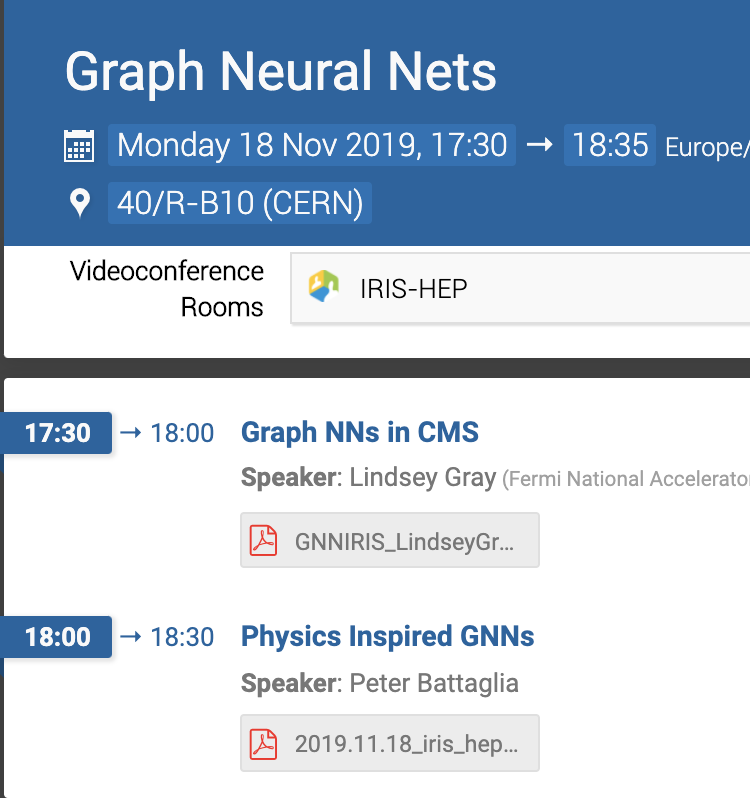 Graph Neural Nets
Monday 18 Nov 2019, 17:30 → 18:35 Europe/
40/R-B10 (CERN)
Videoconference
Rooms
IRIS-HEP
17:30 → 18:00 Graph NNs in CMS
Speaker: Lindsey Gray (Fermi National Accelerator
GNNIRIS_LindseyGr...
18:00 → 18:30 Physics Inspired GNNs
Speaker: Peter Battaglia
2019.11.18_iris_hep...